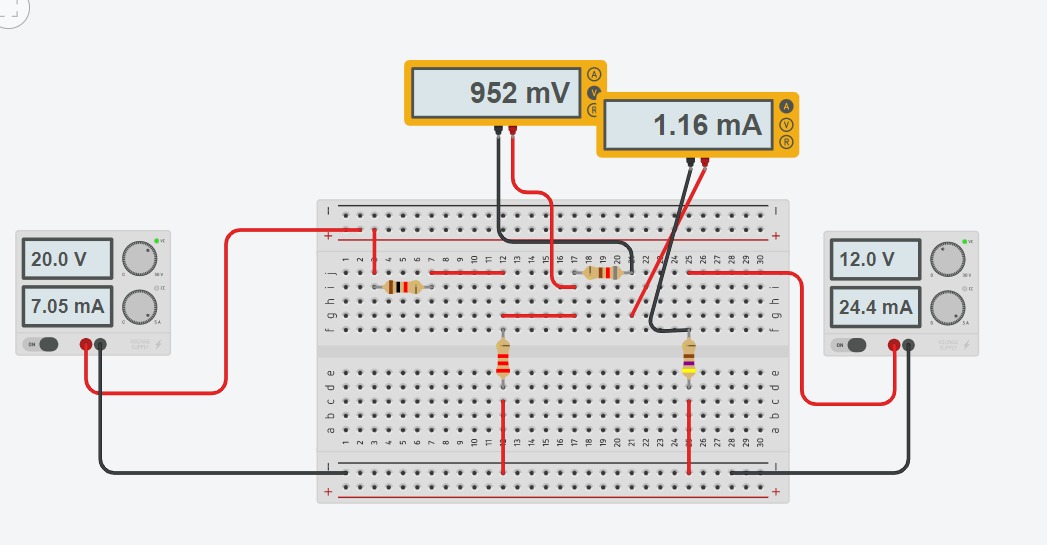 952 mV
A
V
R
1.16 mA
A
V
R
20.0 V
7.05 mA
ON
VOLTAGE
SUPPLY
12.0 V
24.4 mA
ON
VOLTAGE
SUPPLY
1 2 3 4 5 6 7 8 9 10 11 12 13 14 15 16 17 18 19 20 21 22 23 24 25 26 27 28 29 30
j j
i i
h h
g g
f f
e e
d d
c c
b b
a a
1 2 3 4 5 6 7 8 9 10 11 12 13 14 15 16 17 18 19 20 21 22 23 24 25 26 27 28 29 30